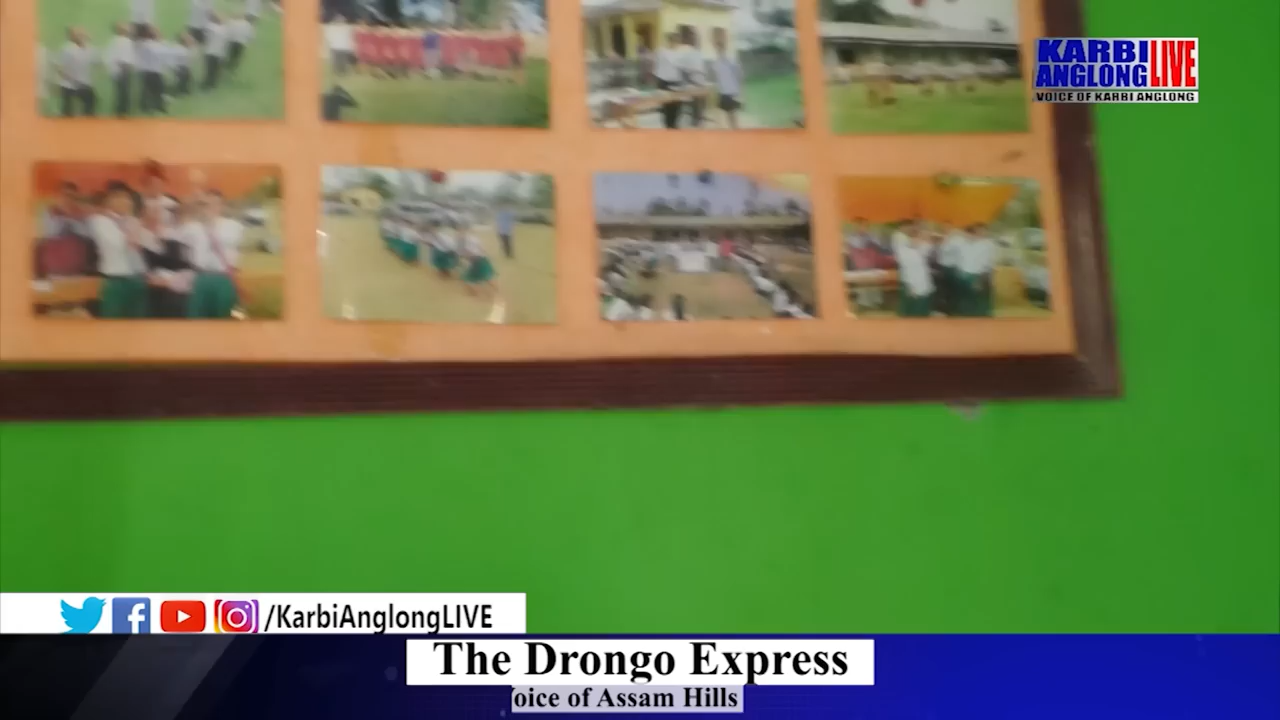 KARBI
ANGLONG LIVE
VOICE OF KARBI ANGLONG
/KarbiAnglongLIVE
The Drongo Express
oice of Assam Hills